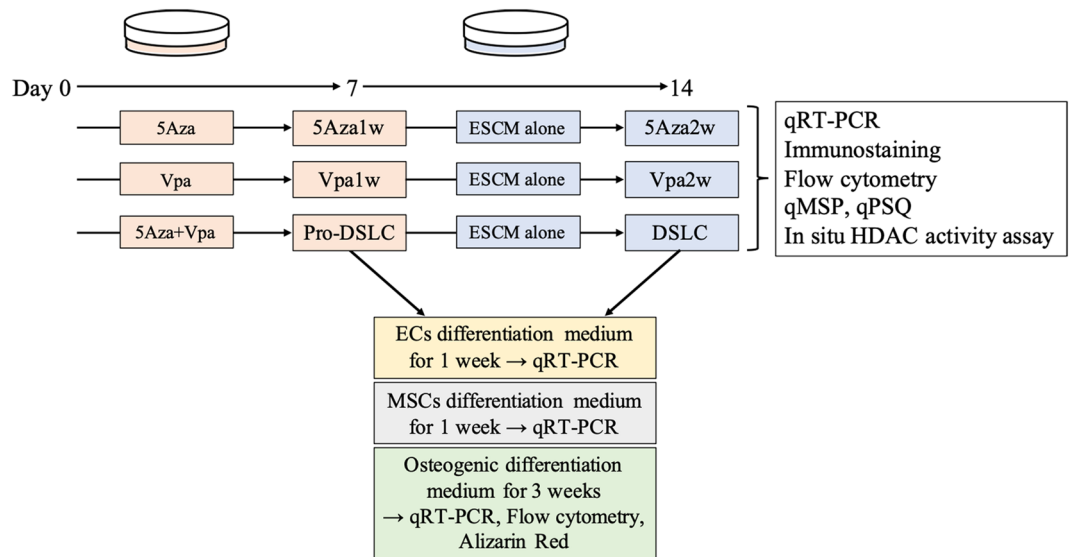 Day 0 7 14
5Aza 5Aza1w ESCM alone 5Aza2w
Vpa Vpa1w ESCM alone Vpa2w
5Aza+Vpa Pro-DSLC ESCM alone DSLC
qRT-PCR
Immunostaining
Flow cytometry
qMSP, qPSQ
In situ HDAC activity assay
ECs differentiation medium
for 1 week → qRT-PCR
MSCs differentiation medium
for 1 week → qRT-PCR
Osteogenic differentiation
medium for 3 weeks
→ qRT-PCR, Flow cytometry,
Alizarin Red